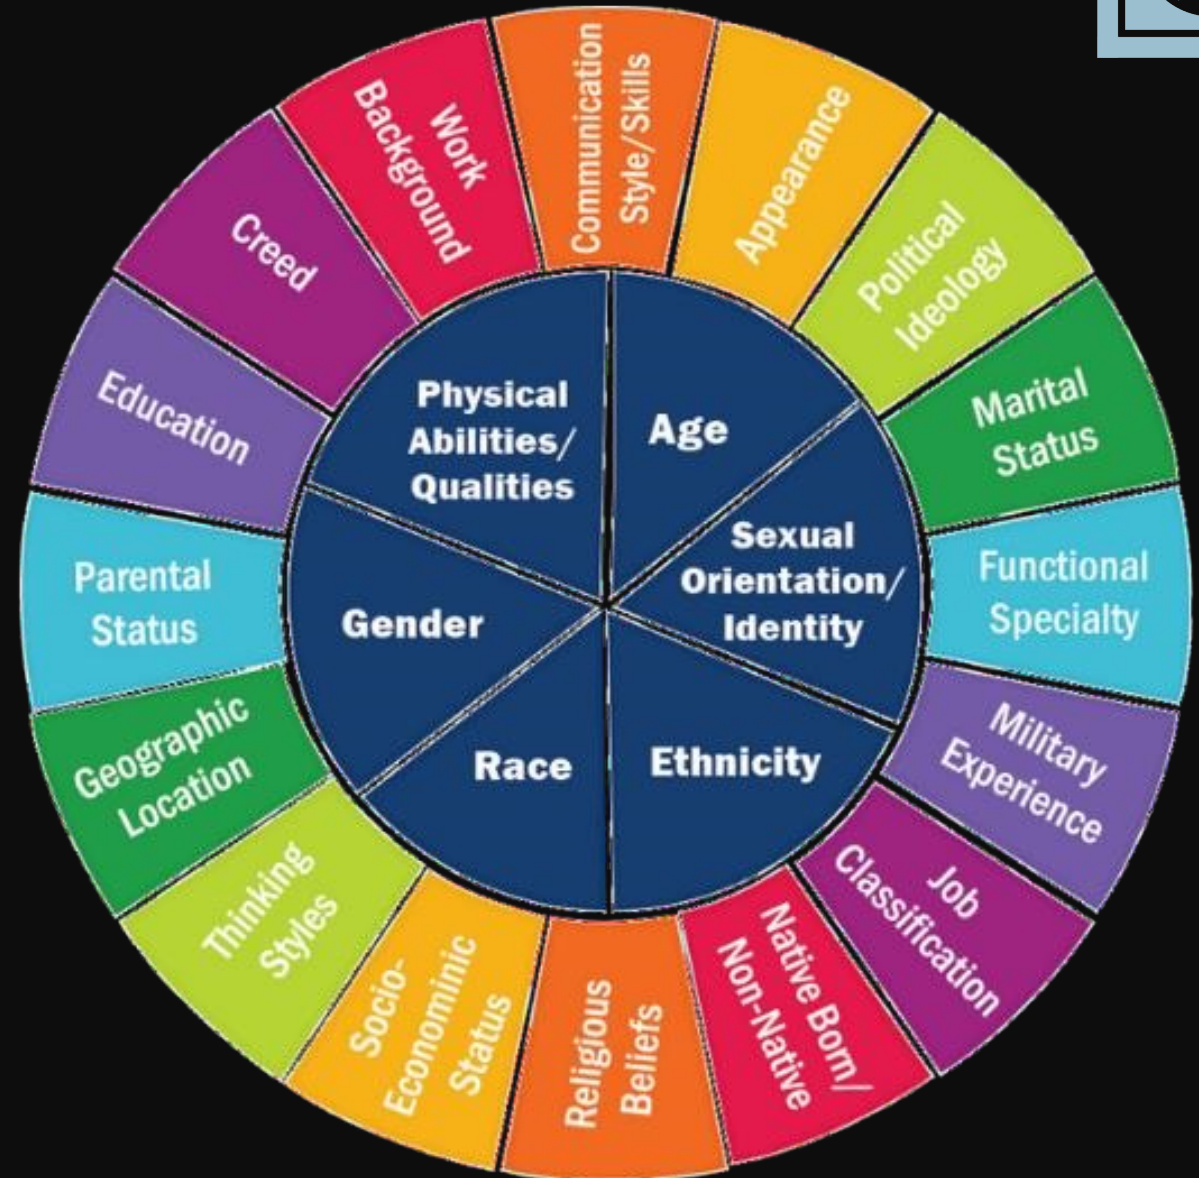 Communication
Style/Skills
Appearance
Political
Ideology
Marital
Status
Functional
Specialty
Military
Experience
Job
Classification
Native Born/
Non-Native
Religious
Beliefs
Socio-
Econominic
Status
Thinking
Styles
Geographic
Location
Parental
Status
Education
Creed
Work
Background
Age
Sexual
Orientation/
Identity
Ethnicity
Race
Gender
Physical
Abilities/
Qualities